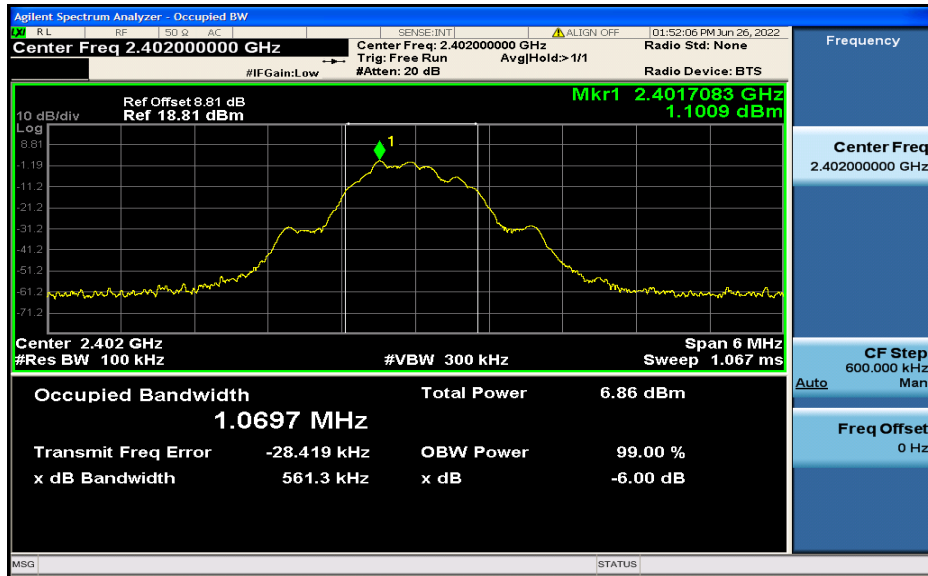 Agilent Spectrum Analyzer - Occupied BW
LXI RL RF 50 Ω AC SENSE:INT ALIGN OFF 01:52:06 PM Jun 26, 2022
Center Freq 2.402000000 GHz
Center Freq: 2.402000000 GHz
Radio Std: None
Trig: Free Run Avg|Hold:>1/1
#IFGain:Low #Atten: 20 dB Radio Device: BTS
Frequency
Ref Offset 8.81 dB
10 dB/div Ref 18.81 dBm
Mkr1 2.4017083 GHz
1.1009 dBm
Log
8.81
-1.19
-11.2
-21.2
-31.2
-41.2
-51.2
-61.2
-71.2
1
Center 2.402 GHz Span 6 MHz
#Res BW 100 kHz #VBW 300 kHz Sweep 1.067 ms
Occupied Bandwidth Total Power 6.86 dBm
1.0697 MHz
Transmit Freq Error -28.419 kHz OBW Power 99.00 %
x dB Bandwidth 561.3 kHz x dB -6.00 dB
Center Freq
2.402000000 GHz
CF Step
600.000 kHz
Auto Man
Freq Offset
0 Hz
MSG STATUS